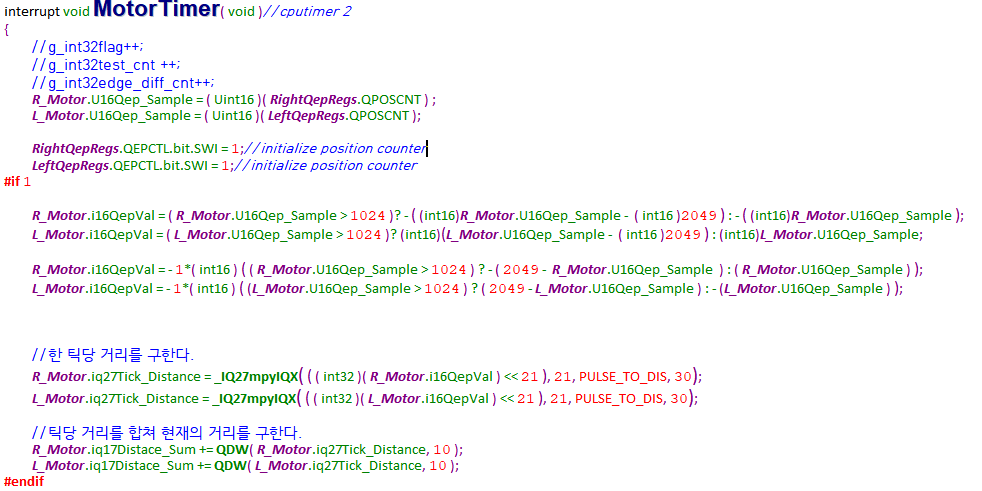 interrupt void MotorTimer( void )//cputimer 2
{
//g_int32flag++;
//g_int32test_cnt ++;
//g_int32edge_diff_cnt++;
R_Motor.U16Qep_Sample = ( Uint16 )( RightQepRegs.QPOSCNT ) ;
L_Motor.U16Qep_Sample = ( Uint16 )( LeftQepRegs.QPOSCNT );
RightQepRegs.QEPCTL.bit.SWI = 1;//initialize position counter
LeftQepRegs.QEPCTL.bit.SWI = 1;//initialize position counter
#if 1
R_Motor.i16QepVal = ( R_Motor.U16Qep_Sample > 1024 )? - ( (int16)R_Motor.U16Qep_Sample - ( int16 )2049 ) : - ( (int16)R_Motor.U16Qep_Sample );
L_Motor.i16QepVal = ( L_Motor.U16Qep_Sample > 1024 )? (int16)(L_Motor.U16Qep_Sample - ( int16 )2049 ) : (int16)L_Motor.U16Qep_Sample;
R_Motor.i16QepVal = - 1*( int16 ) ( ( R_Motor.U16Qep_Sample > 1024 ) ? - ( 2049 - R_Motor.U16Qep_Sample ) : ( R_Motor.U16Qep_Sample ) );
L_Motor.i16QepVal = - 1*( int16 ) ( (L_Motor.U16Qep_Sample > 1024 ) ? ( 2049 - L_Motor.U16Qep_Sample ) : - (L_Motor.U16Qep_Sample ) );
//한 틱당 거리를 구한다.
R_Motor.iq27Tick_Distance = _IQ27mpyIQX( ( ( ( int32 )( R_Motor.i16QepVal ) << 21 ), 21, PULSE_TO_DIS, 30);
L_Motor.iq27Tick_Distance = _IQ27mpyIQX( ( ( ( int32 )( L_Motor.i16QepVal ) << 21 ), 21, PULSE_TO_DIS, 30);
//틱당 거리를 합쳐 현재의 거리를 구한다.
R_Motor.iq17Distace_Sum += QDW( R_Motor.iq27Tick_Distance, 10 );
L_Motor.iq17Distace_Sum += QDW( L_Motor.iq27Tick_Distance, 10 );
#endif